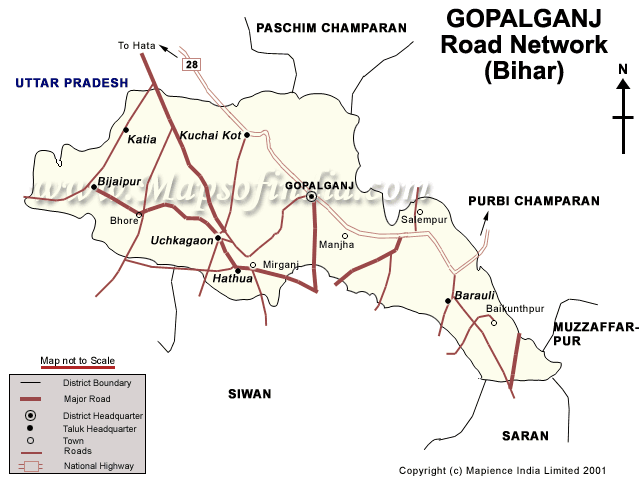 GOPALGANJ
Road Network
(Bihar)
PASCHIM CHAMPARAN
To Hata
28
UTTAR PRADESH
N
Katia
Kuchai Kot
Bijaipur
GOPALGANJ
www.Mapsofindia.com
PURBI CHAMPARAN
Bhore
Salempur
Uchkagaon
Manjha
Mirganj
Hathua
Barauli
Baikunthpur
MUZZAFFAR-
PUR
Map not to Scale
District Boundary
Major Road
District Headquarter
Taluk Headquarter
Town
Roads
National Highway
SIWAN
SARAN
Copyright (c) Mapience India Limited 2001